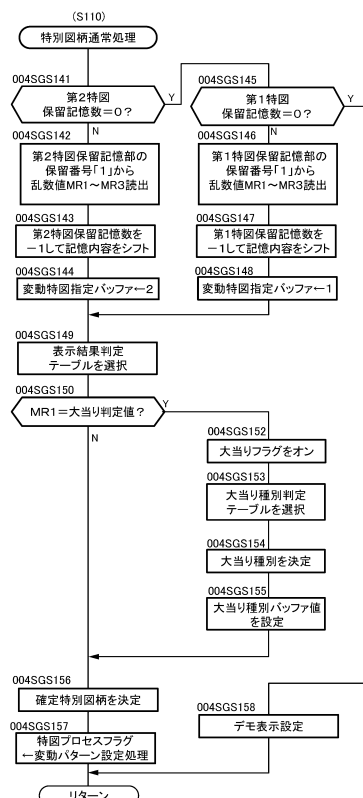 (S110)
特別図柄通常処理
004SGS141
第2特図
保留記憶数=0?
Y
N
004SGS142
第2特図保留記憶部の
保留番号「1」から
乱数値MR1~MR3読出
004SGS143
第2特図保留記憶数を
-1して記憶内容をシフト
004SGS144
変動特図指定バッファ←2
004SGS145
第1特図
保留記憶数=0?
Y
N
004SGS146
第1特図保留記憶部の
保留番号「1」から
乱数値MR1~MR3読出
004SGS147
第1特図保留記憶数を
-1して記憶内容をシフト
004SGS148
変動特図指定バッファ←1
004SGS149
表示結果判定
テーブルを選択
004SGS150
MR1=大当り判定値?
Y
N
004SGS152
大当りフラグをオン
004SGS153
大当り種別判定
テーブルを選択
004SGS154
大当り種別を決定
004SGS155
大当り種別バッファ値
を設定
004SGS156
確定特別図柄を決定
004SGS157
特図プロセスフラグ
←変動パターン設定処理
004SGS158
デモ表示設定
リターン